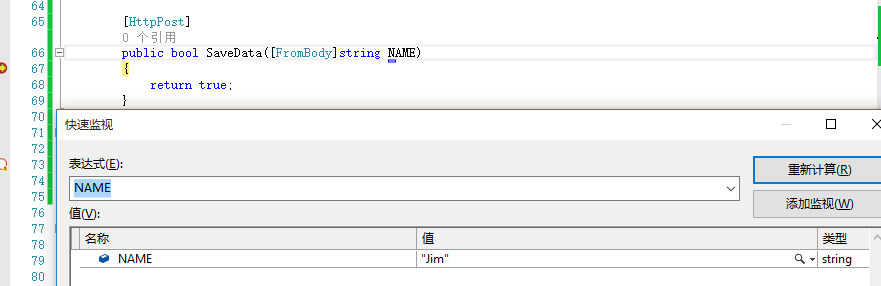 64
65 [HttpPost]
0 个引用
66 public bool SaveData([FromBody]string NAME)
67 {
68 return true;
69 }
70
71 快速监视
72
73 表达式(E): 重新计算(R)
74 NAME
75 添加监视(W)
76 值(V):
77
78 名称 值 类型
79 NAME "Jim" string
80